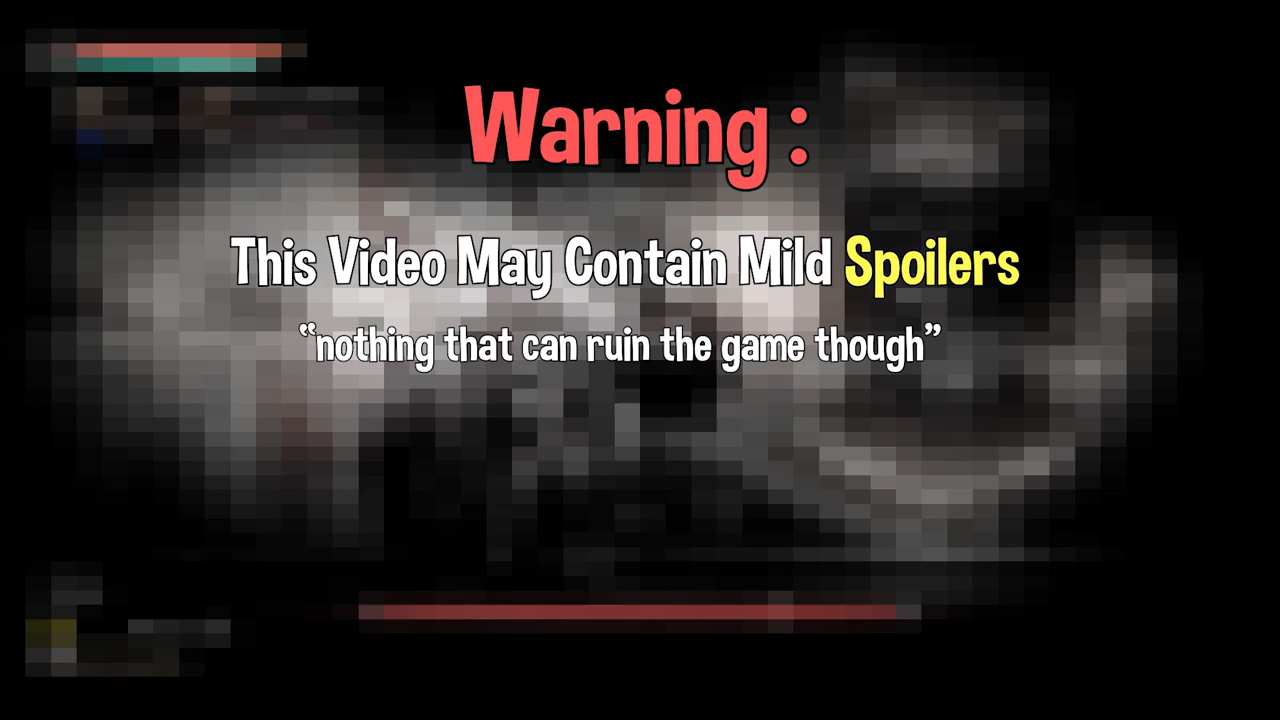 Warning :
This Video May Contain Mild Spoilers
“nothing that can ruin the game though”